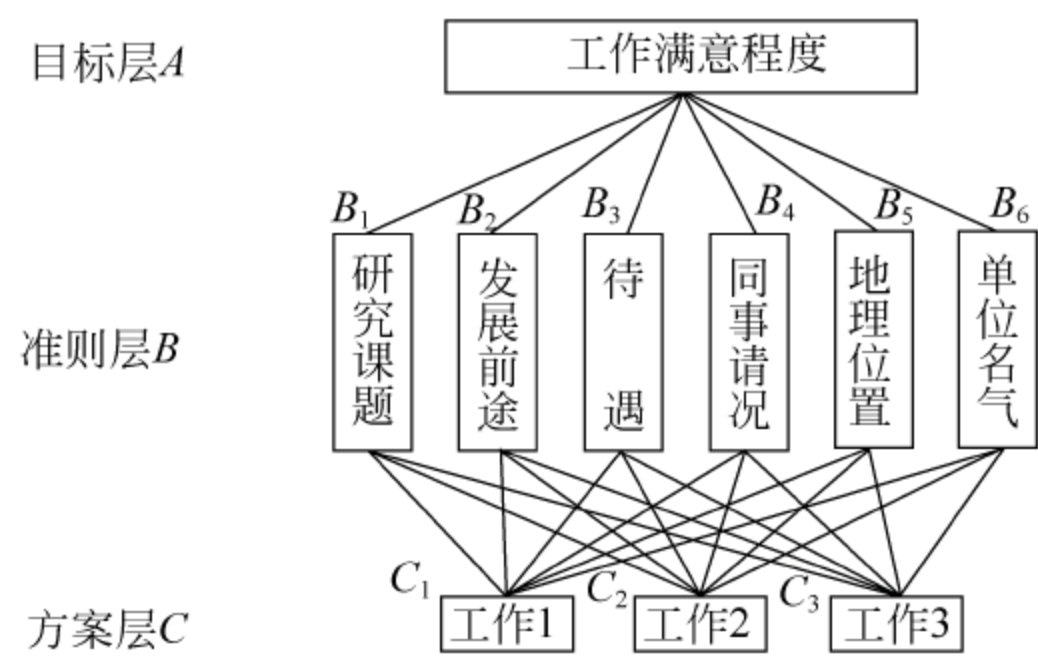 目标层A
工作满意程度
B1
B2
B3
B4
B5
B6
研究课题
发展前途
待遇
同事请况
地理位置
单位名气
准则层B
C1
C2
C3
方案层C
工作1
工作2
工作3